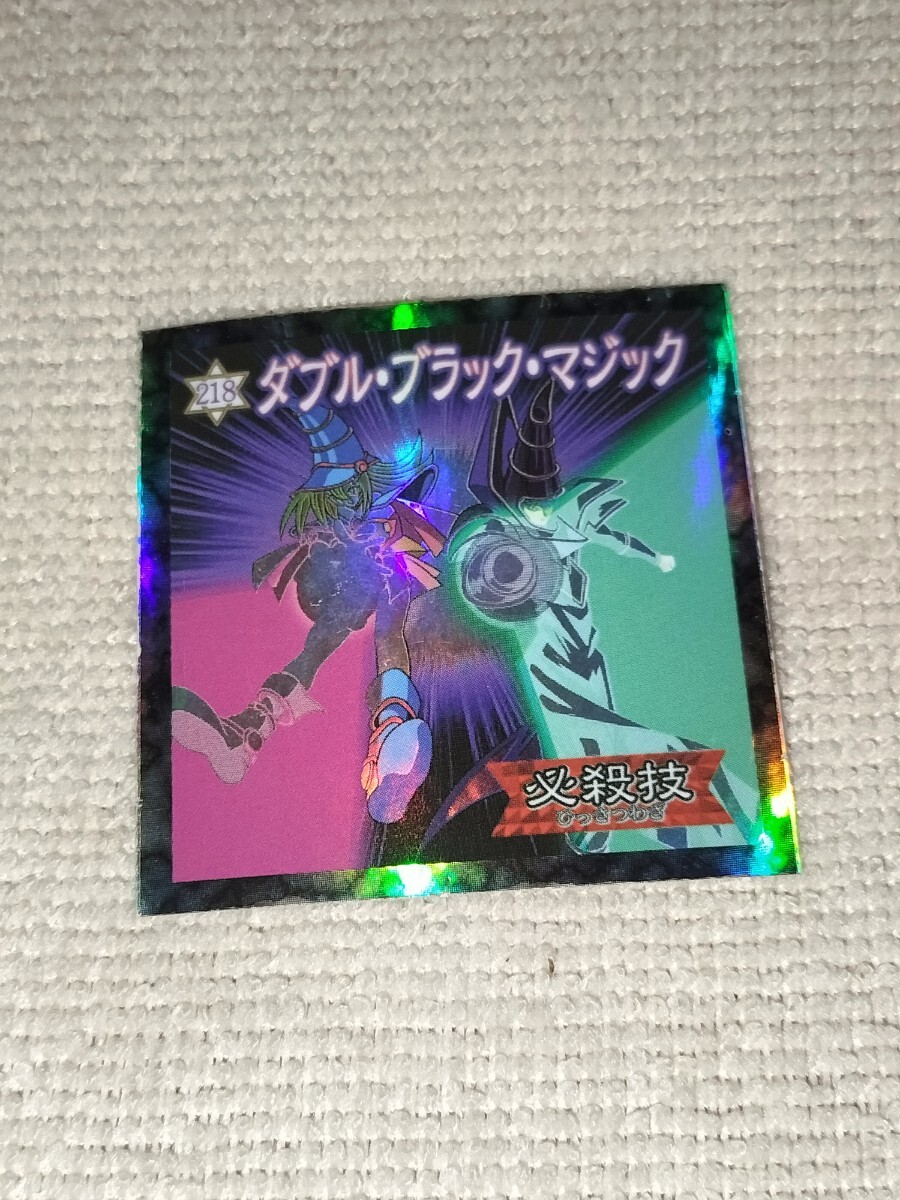 218
ダブル・ブラック・マジック
必殺技
ひっさつわざ